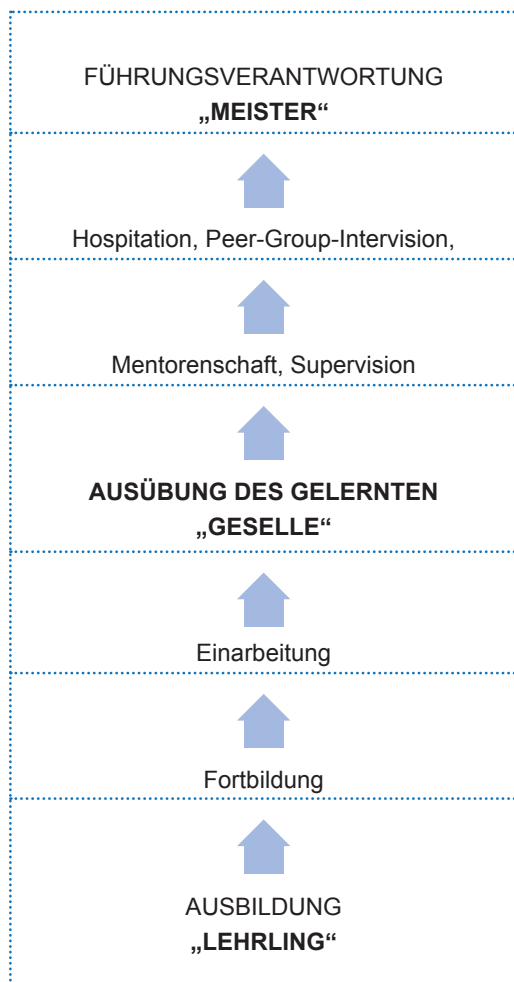 FÜHRUNGSVERANTWORTUNG
„MEISTER“
Hospitation, Peer-Group-Intervision,
Mentorenschaft, Supervision
AUSÜBUNG DES GELERNTEN
„GESELLE“
Einarbeitung
Fortbildung
AUSBILDUNG
„LEHRLING“